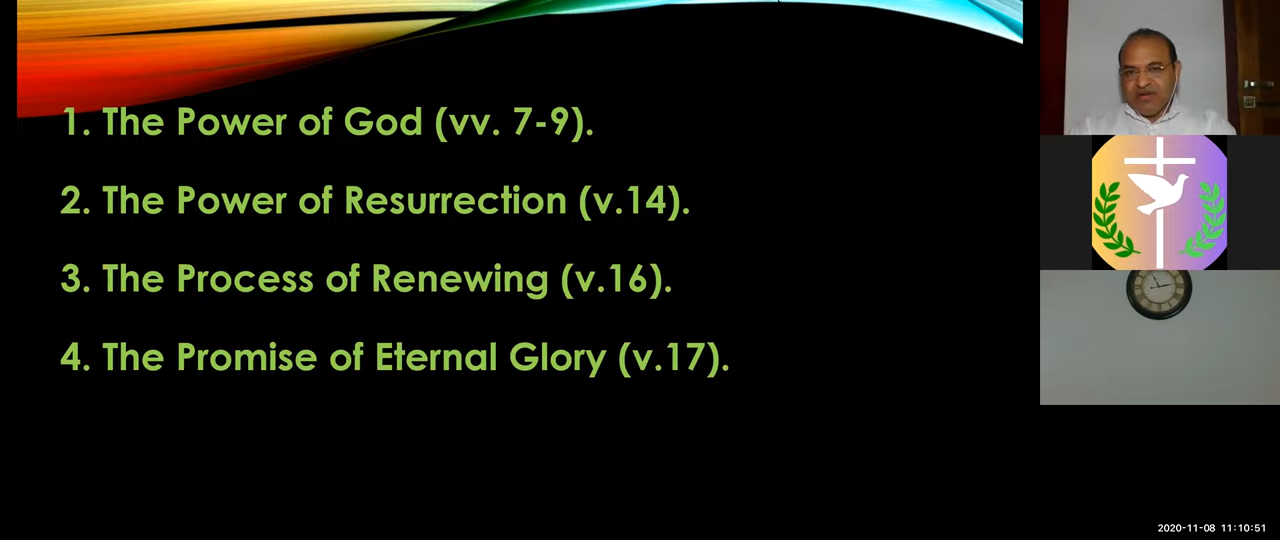 1. The Power of God (vv. 7-9).
2. The Power of Resurrection (v.14).
3. The Process of Renewing (v.16).
4. The Promise of Eternal Glory (v.17).
2020-11-08 11:10:51